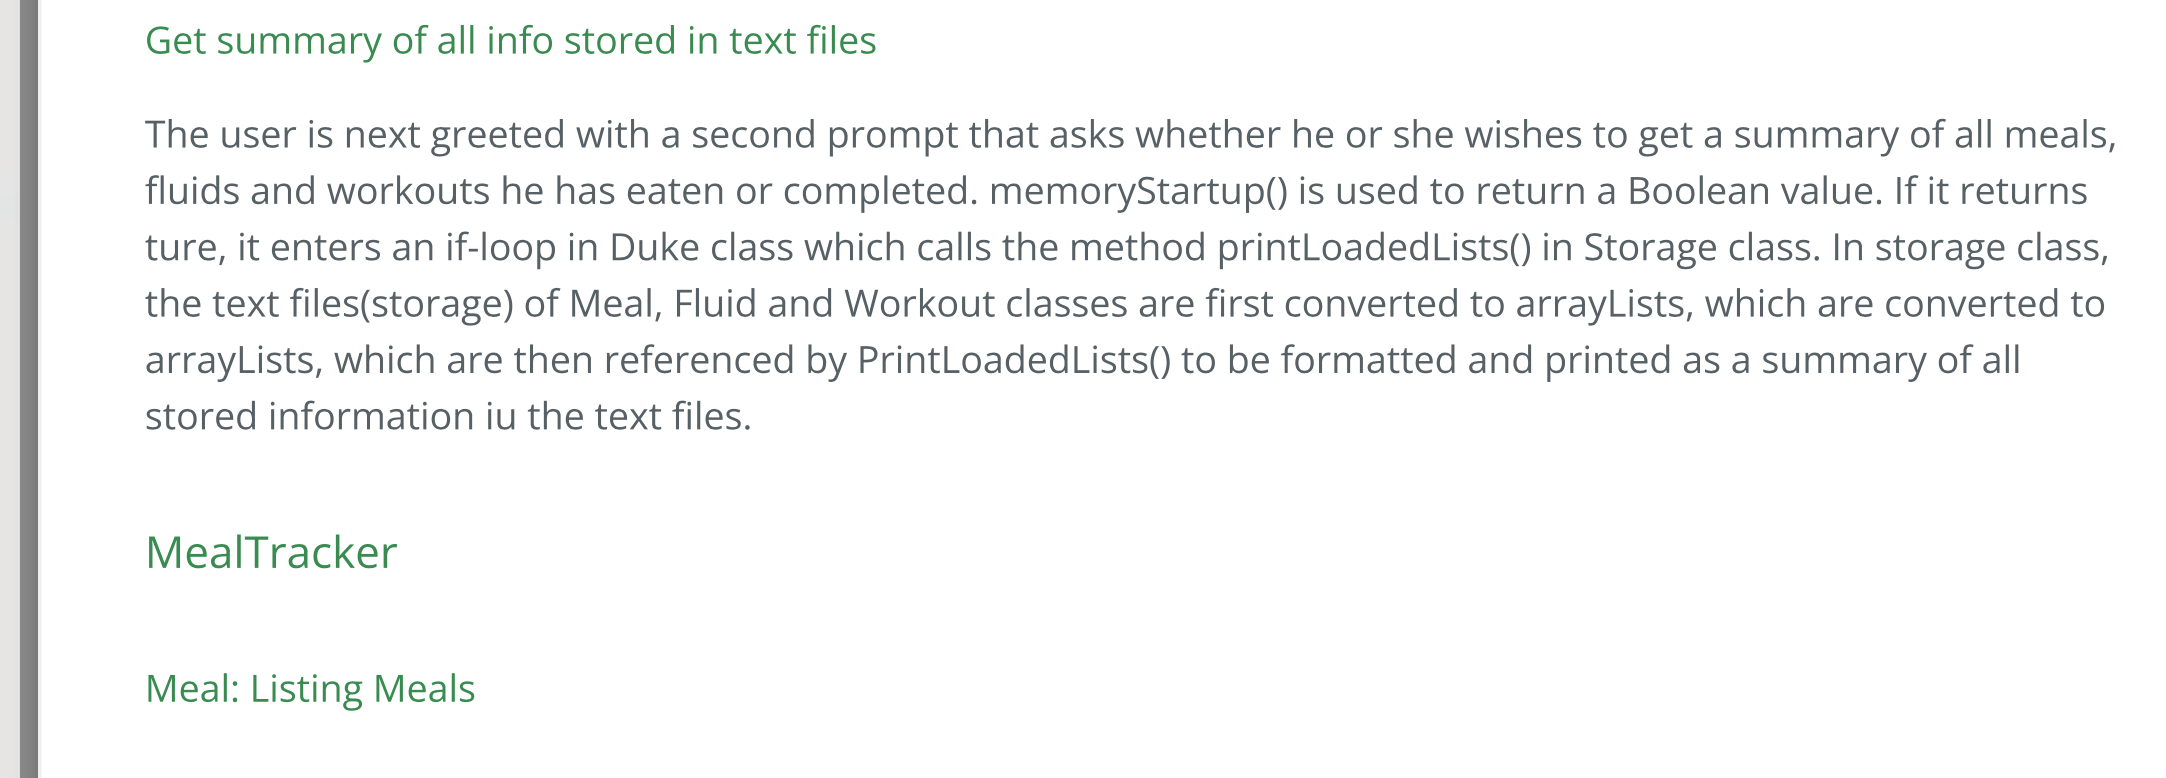 Get summary of all info stored in text files
The user is next greeted with a second prompt that asks whether he or she wishes to get a summary of all meals,
fluids and workouts he has eaten or completed. memoryStartup() is used to return a Boolean value. If it returns
ture, it enters an if-loop in Duke class which calls the method printLoadedLists() in Storage class. In storage class,
the text files(storage) of Meal, Fluid and Workout classes are first converted to arrayLists, which are converted to
arrayLists, which are then referenced by PrintLoadedLists() to be formatted and printed as a summary of all
stored information iu the text files.
MealTracker
Meal: Listing Meals